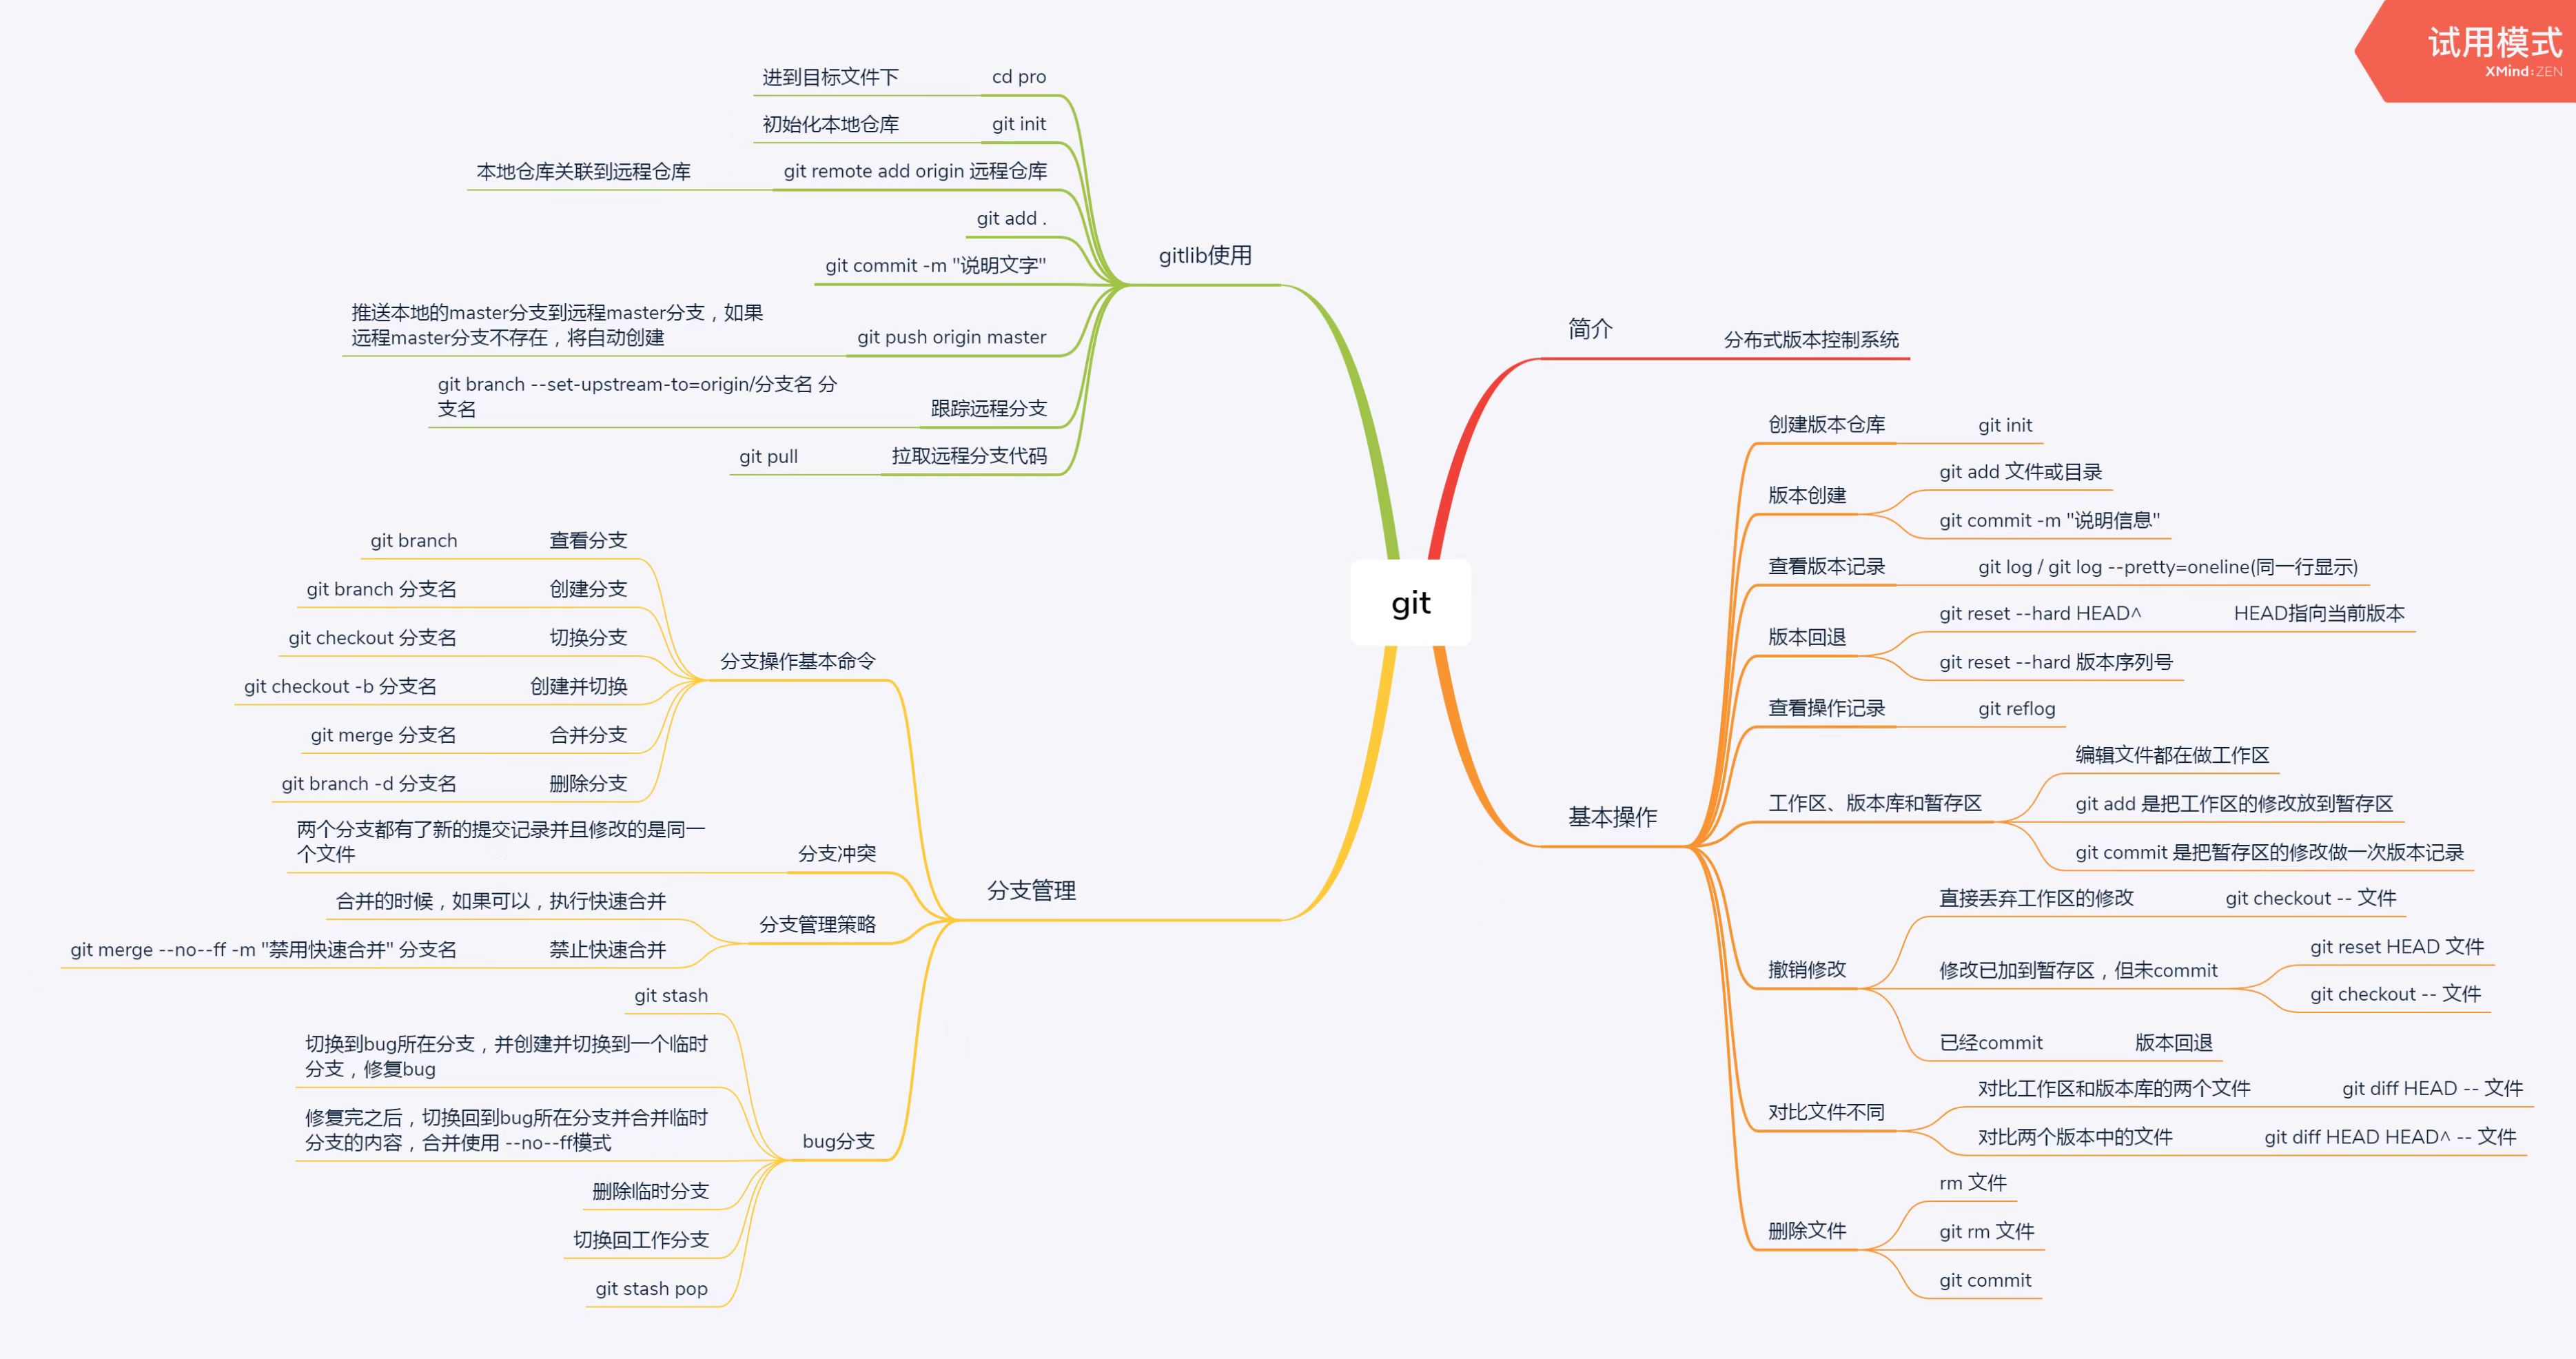 试用模式
XMind:ZEN
git
简介
分布式版本控制系统
基本操作
创建版本仓库
git init
版本创建
git add 文件或目录
git commit -m "说明信息"
查看版本记录
git log / git log --pretty=oneline(同一行显示)
版本回退
git reset --hard HEAD^
HEAD指向当前版本
git reset --hard 版本序列号
查看操作记录
git reflog
工作区、版本库和暂存区
编辑文件都在做工作区
git add 是把工作区的修改放到暂存区
git commit 是把暂存区的修改做一次版本记录
撤销修改
直接丢弃工作区的修改
git checkout -- 文件
修改已加到暂存区，但未commit
git reset HEAD 文件
git checkout -- 文件
已经commit
版本回退
对比文件不同
对比工作区和版本库的两个文件
git diff HEAD -- 文件
对比两个版本中的文件
git diff HEAD HEAD^ -- 文件
删除文件
rm 文件
git rm 文件
git commit
gitlib使用
cd pro
进到目标文件下
git init
初始化本地仓库
git remote add origin 远程仓库
本地仓库关联到远程仓库
git add .
git commit -m "说明文字"
git push origin master
推送本地的master分支到远程master分支，如果
远程master分支不存在，将自动创建
跟踪远程分支
git branch --set-upstream-to=origin/分支名 分
支名
拉取远程分支代码
git pull
分支管理
分支操作基本命令
查看分支
git branch
创建分支
git branch 分支名
切换分支
git checkout 分支名
创建并切换
git checkout -b 分支名
合并分支
git merge 分支名
删除分支
git branch -d 分支名
分支冲突
两个分支都有了新的提交记录并且修改的是同一
个文件
分支管理策略
合并的时候，如果可以，执行快速合并
禁止快速合并
git merge --no--ff -m "禁用快速合并" 分支名
bug分支
git stash
切换到bug所在分支，并创建并切换到一个临时
分支，修复bug
修复完之后，切换回到bug所在分支并合并临时
分支的内容，合并使用 --no--ff模式
删除临时分支
切换回工作分支
git stash pop